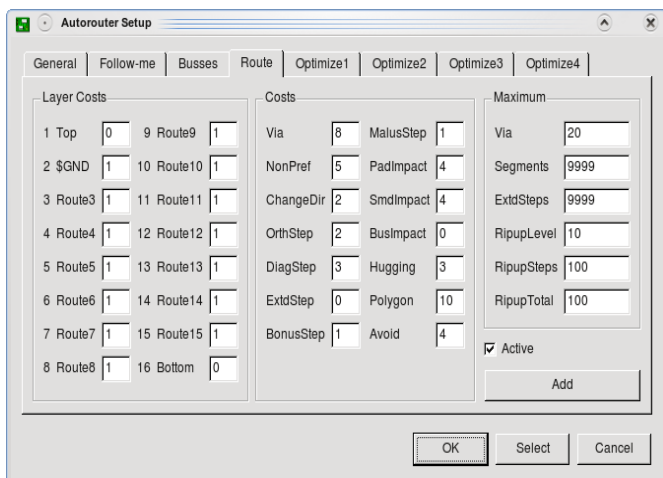 Autorouter Setup
General Follow-me Busses Route Optimize1 Optimize2 Optimize3 Optimize4
Layer Costs Costs Maximum
1 Top 0 9 Route9 1 Via 8 MalusStep 1 Via 20
2 $GND 1 10 Route10 1 NonPref 5 PadImpact 4 Segments 9999
3 Route3 1 11 Route11 1 ChangeDir 2 SmdImpact 4 ExtdSteps 9999
4 Route4 1 12 Route12 1 OrthStep 2 BusImpact 0 RipupLevel 10
5 Route5 1 13 Route13 1 DiagStep 3 Hugging 3 RipupSteps 100
6 Route6 1 14 Route14 1 ExtdStep 0 Polygon 10 RipupTotal 100
7 Route7 1 15 Route15 1 BonusStep 1 Avoid 4 Active
8 Route8 1 16 Bottom 0 Add
OK Select Cancel